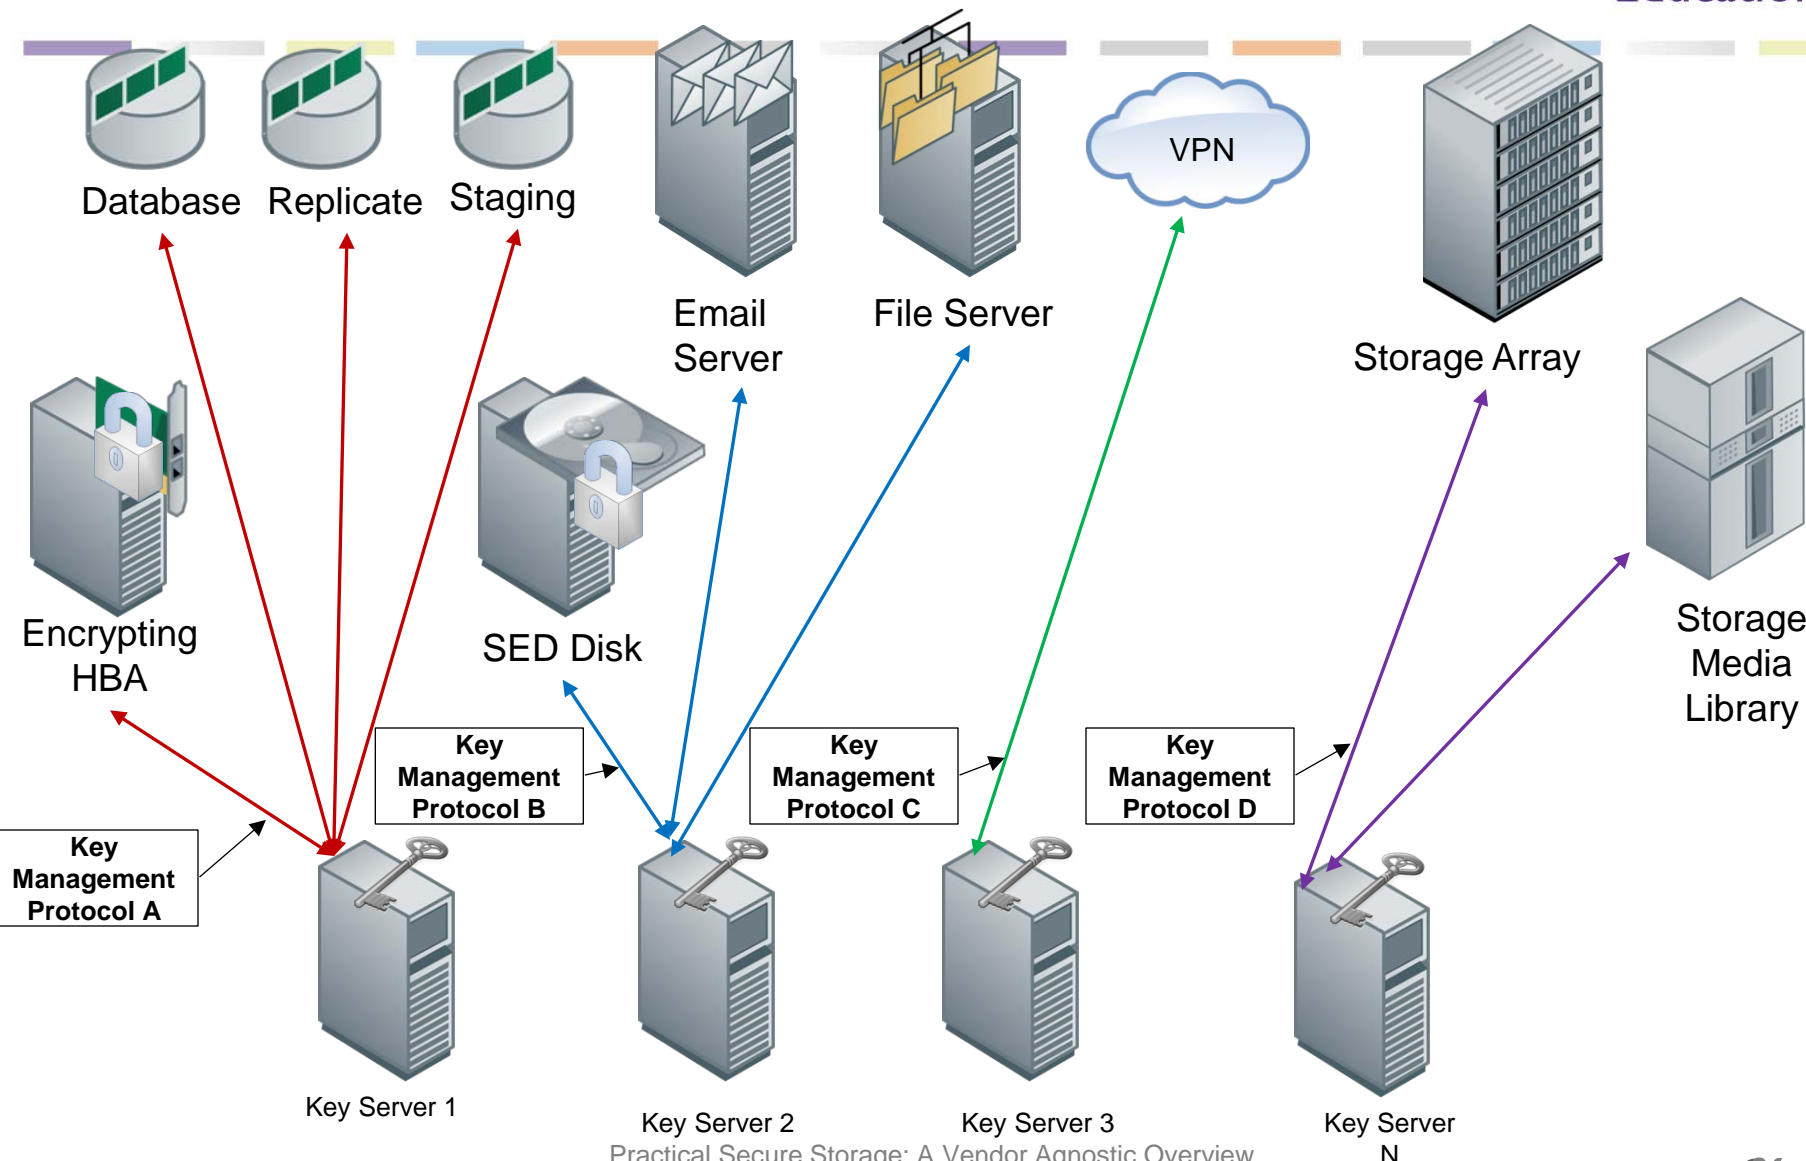 Database
Replicate
Staging
VPN
Email
Server
File Server
Storage Array
Encrypting
HBA
SED Disk
Storage
Media
Library
Key
Management
Protocol A
Key
Management
Protocol B
Key
Management
Protocol C
Key
Management
Protocol D
Key Server 1
Key Server 2
Key Server 3
Key Server
N
Practical Secure Storage: A Vendor Agnostic Overview